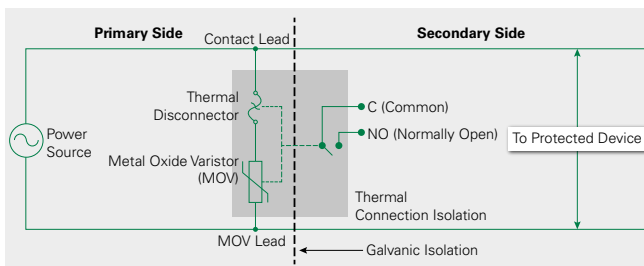 Primary Side
Secondary Side
Contact Lead
Thermal
Disconnector
C (Common)
NO (Normally Open)
Power
Source
To Protected Device
Metal Oxide Varistor
(MOV)
Thermal
Connection Isolation
MOV Lead
Galvanic Isolation